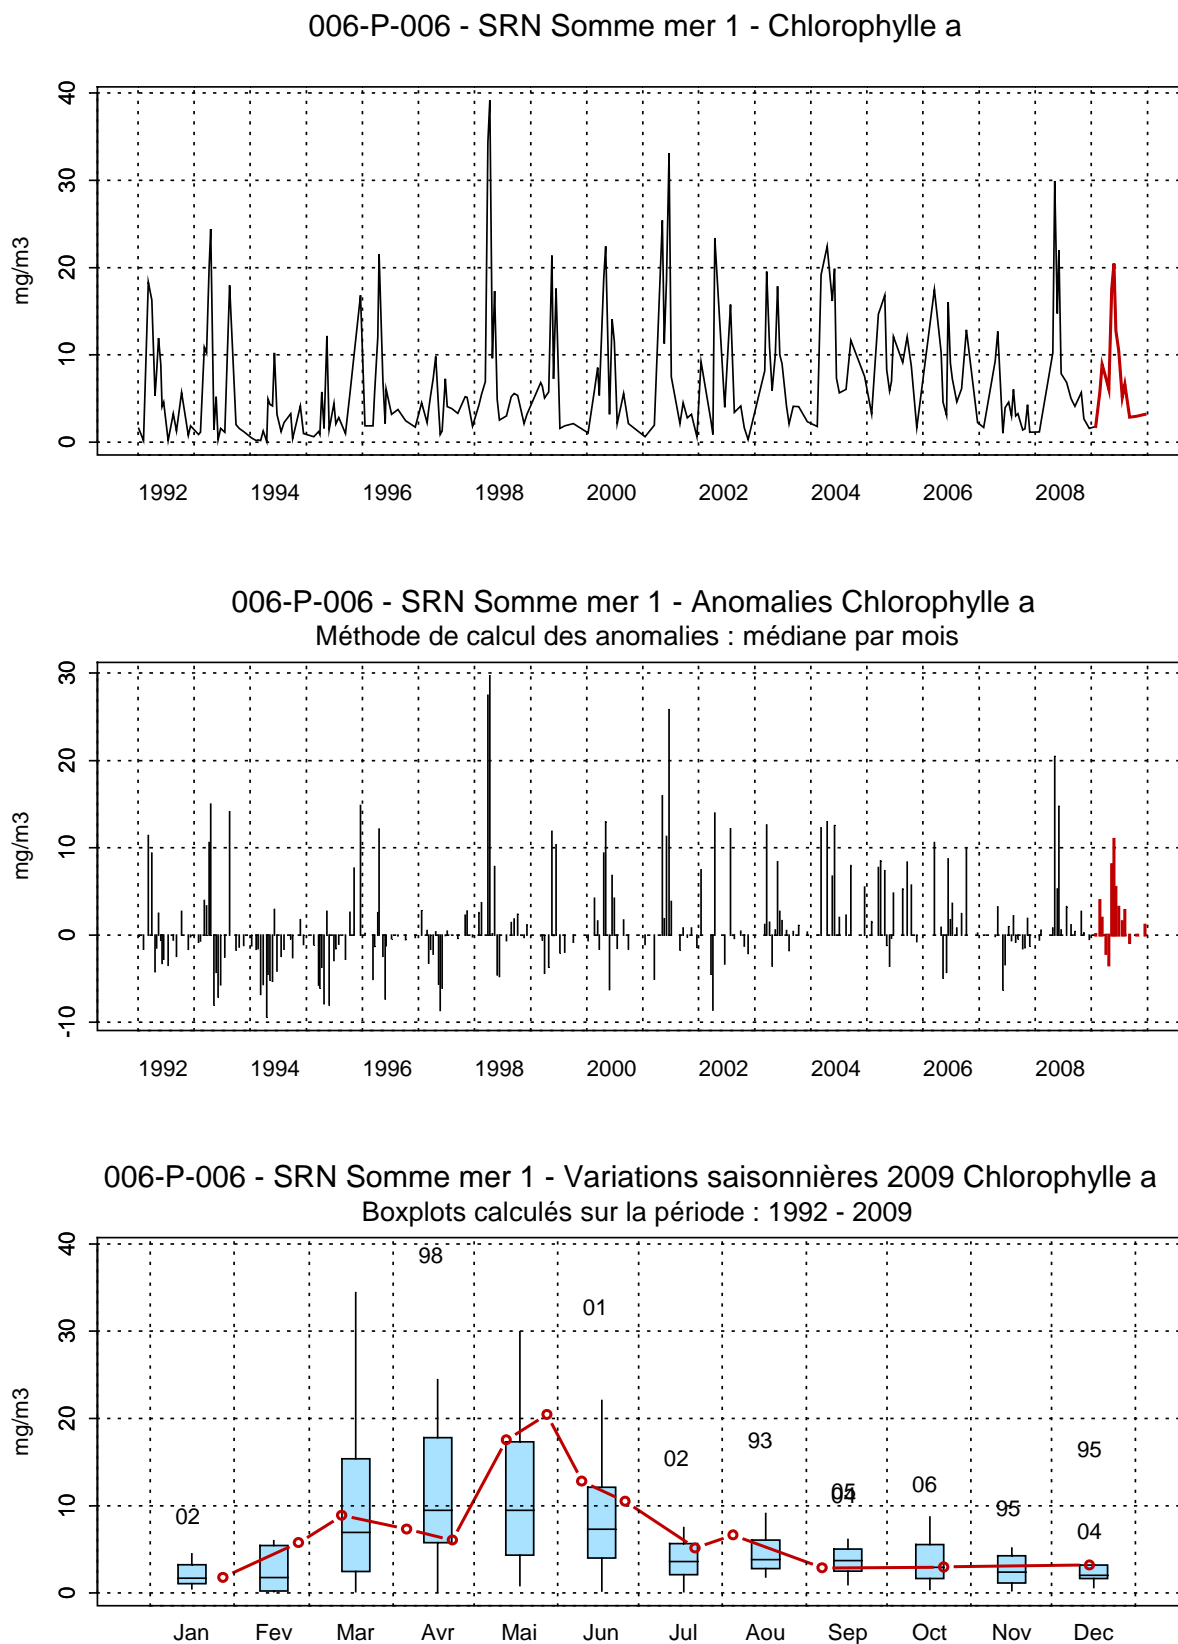 006-P-006 - SRN Somme mer 1 - Chlorophylle a
40
30
20
10
0
mg/m3
1992 1994 1996 1998 2000 2002 2004 2006 2008
006-P-006 - SRN Somme mer 1 - Anomalies Chlorophylle a
Méthode de calcul des anomalies : médiane par mois
30
20
10
0
-10
mg/m3
1992 1994 1996 1998 2000 2002 2004 2006 2008
006-P-006 - SRN Somme mer 1 - Variations saisonnières 2009 Chlorophylle a
Boxplots calculés sur la période : 1992 - 2009
40
30
20
10
0
mg/m3
02 98 01 02 93 05 04 06 95 95 04
Jan Fev Mar Avr Mai Jun Jul Aou Sep Oct Nov Dec